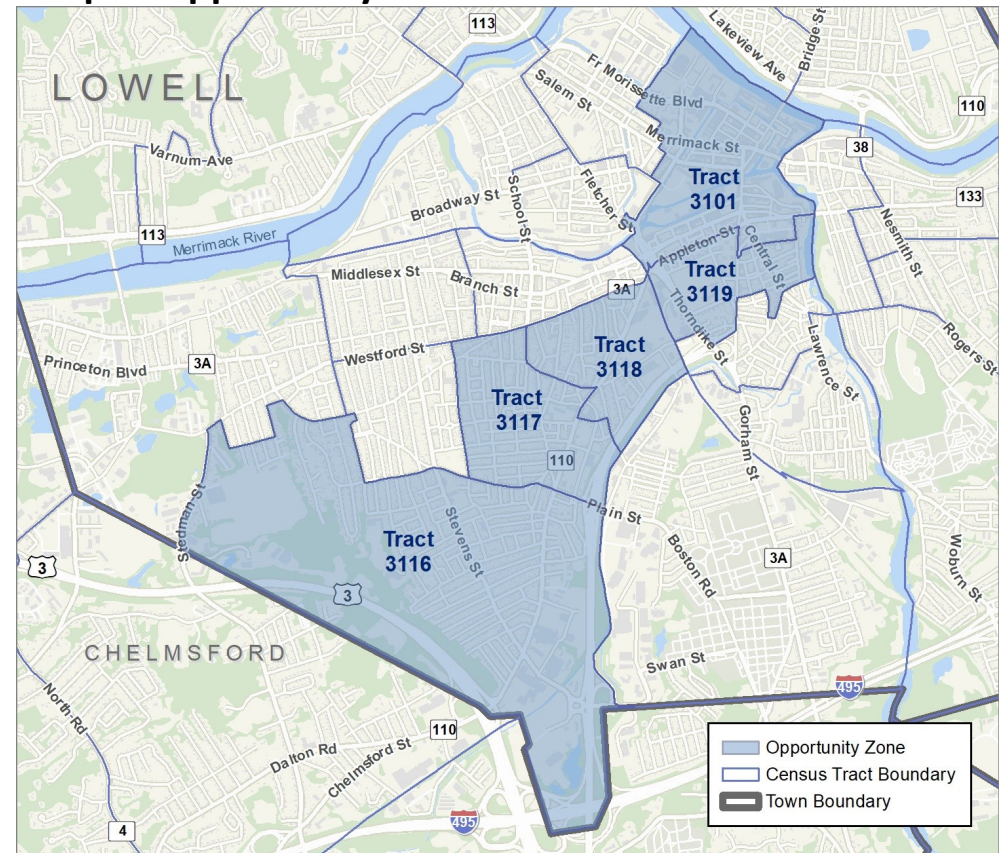 113
Lakeview Ave
Bridge St
LOWELL
Salem St
Fr Morissette Blvd
110
Merrimack St
38
Varnum Ave
Tract
3101
133
School St
Fletcher St
Broadway St
113
Merrimack River
Nesmith St
Appleton St
Central St
Middlesex St
Branch St
3A
Tract
3119
Thorndike St
Rogers St
Lawrence St
Princeton Blvd
3A
Westford St
Tract
3118
Tract
3117
Gorham St
110
Plain St
Stedman St
Stevens St
Tract
3116
Boston Rd
3A
Woburn St
3
3
CHELMSFORD
Swan St
495
North Rd
110
Dalton Rd
Chelmsford St
495
4
Opportunity Zone
Census Tract Boundary
Town Boundary